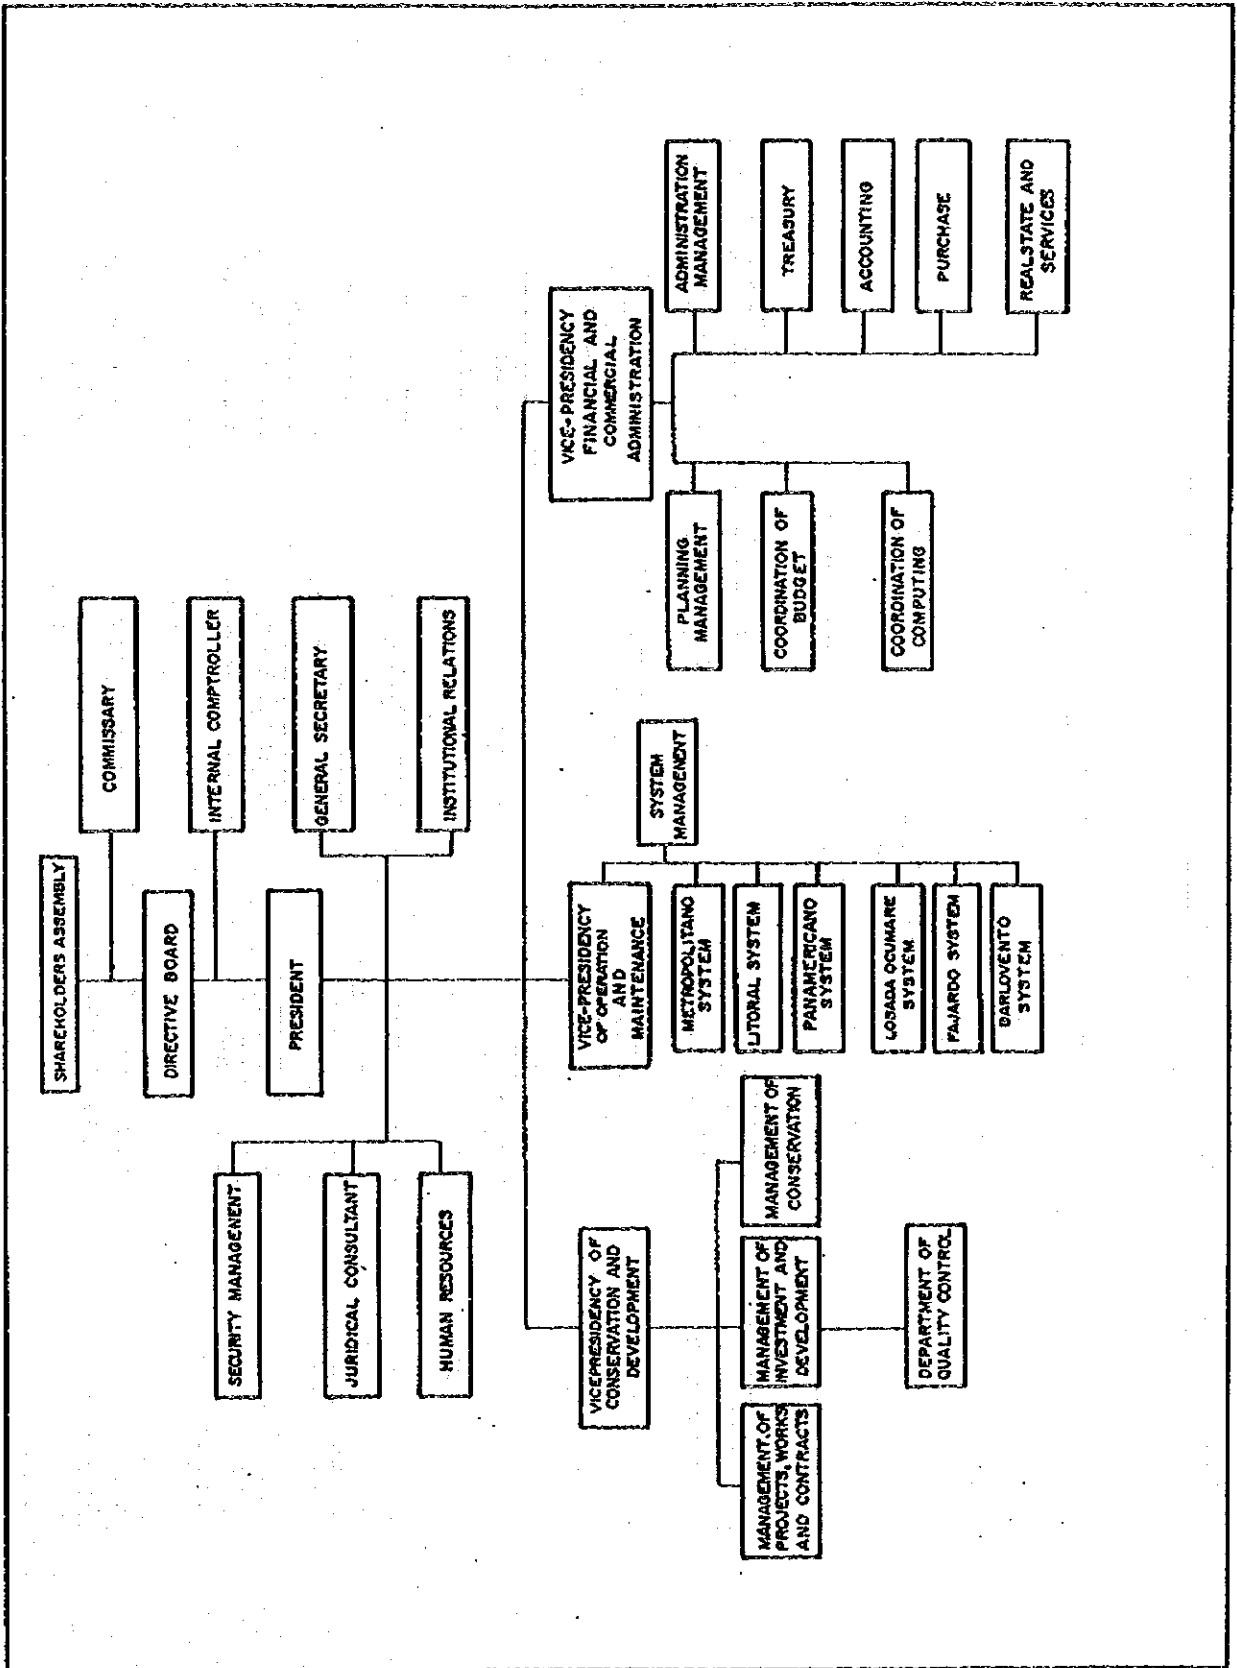 SHAREHOLDERS ASSEMBLY
COMMISSARY
DIRECTIVE BOARD
INTERNAL COMPTROLLER
PRESIDENT
SECURITY MANAGEMENT
JURIDICAL CONSULTANT
HUMAN RESOURCES
GENERAL SECRETARY
INSTITUTIONAL RELATIONS
VICEPRESIDENCY OF
CONSERVATION AND
DEVELOPMENT
MANAGEMENT OF
PROJECTS, WORKS
AND CONTRACTS
MANAGEMENT OF
INVESTMENT AND
DEVELOPMENT
MANAGEMENT OF
CONSERVATION
DEPARTMENT OF
QUALITY CONTROL
VICE-PRESIDENCY
OF OPERATION
AND
MAINTENANCE
SYSTEM
MANAGEMENT
METROPOLITANO
SYSTEM
LITORAL SYSTEM
PANAMERICANO
SYSTEM
LOSADA OCUMARE
SYSTEM
FAJARDO SYSTEM
BARLOVENTO
SYSTEM
VICE-PRESIDENCY
FINANCIAL AND
COMMERCIAL
ADMINISTRATION
PLANNING
MANAGEMENT
COORDINATION OF
BUDGET
COORDINATION OF
COMPUTING
ADMINISTRATION
MANAGEMENT
TREASURY
ACCOUNTING
PURCHASE
REALSTATE AND
SERVICES